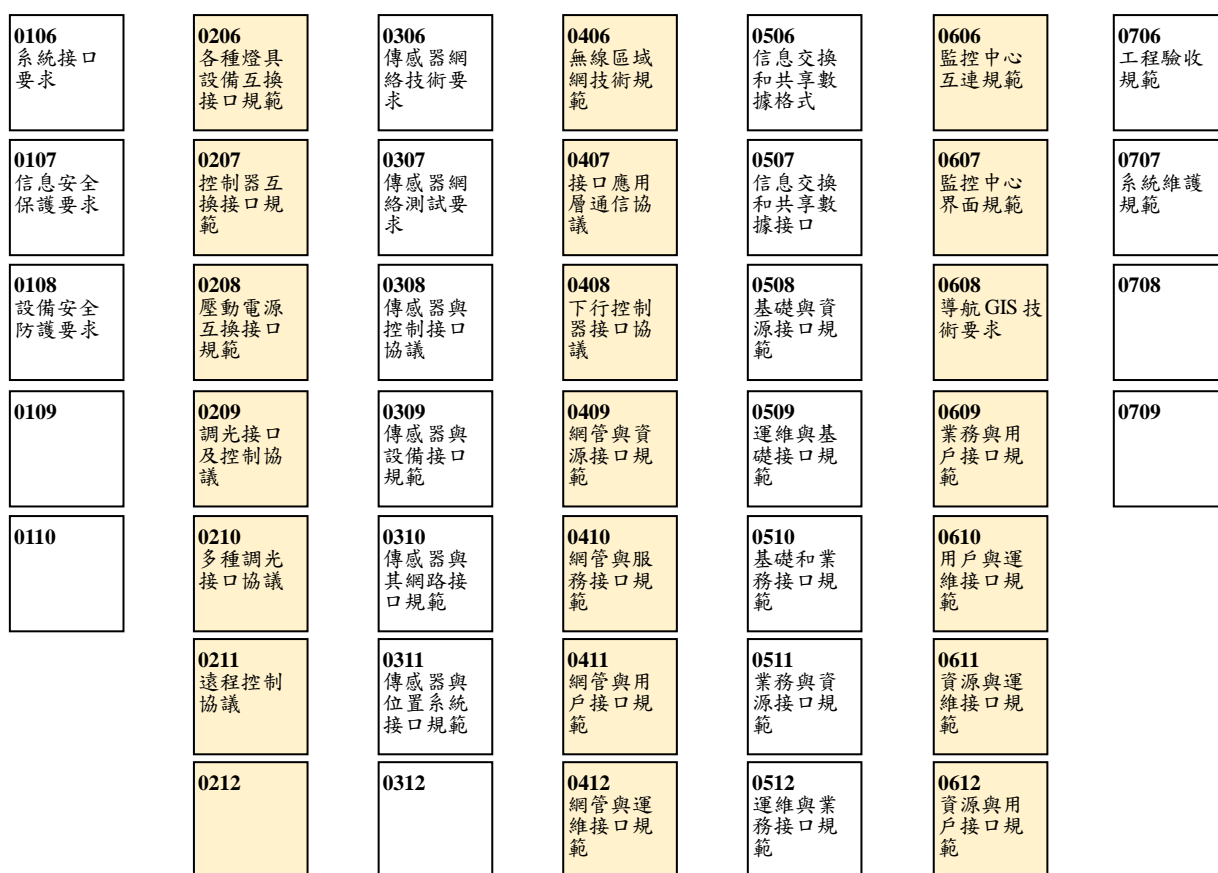 0106
系統接口
要求
0206
各種燈具
設備互換
接口規範
0306
傳感器網
絡技術要
求
0406
無線區域
網技術規
範
0506
信息交換
和共享數
據格式
0606
監控中心
互連規範
0706
工程驗收
規範
0107
信息安全
保護要求
0207
控制器互
換接口規
範
0307
傳感器網
絡測試要
求
0407
接口應用
層通信協
議
0507
信息交換
和共享數
據接口
0607
監控中心
界面規範
0707
系統維護
規範
0108
設備安全
防護要求
0208
壓動電源
互換接口
規範
0308
傳感器與
控制接口
協議
0408
下行控制
器接口協
議
0508
基礎與資
源接口規
範
0608
導航 GIS 技
術要求
0708
0109
0209
調光接口
及控制協
議
0309
傳感器與
設備接口
規範
0409
網管與資
源接口規
範
0509
運維與基
礎接口規
範
0609
業務與用
戶接口規
範
0709
0110
0210
多種調光
接口協議
0310
傳感器與
其網路接
口規範
0410
網管與服
務接口規
範
0510
基礎和業
務接口規
範
0610
用戶與運
維接口規
範
0211
遠程控制
協議
0311
傳感器與
位置系統
接口規範
0411
網管與用
戶接口規
範
0511
業務與資
源接口規
範
0611
資源與運
維接口規
範
0212
0312
0412
網管與運
維接口規
範
0512
運維與業
務接口規
範
0612
資源與用
戶接口規
範